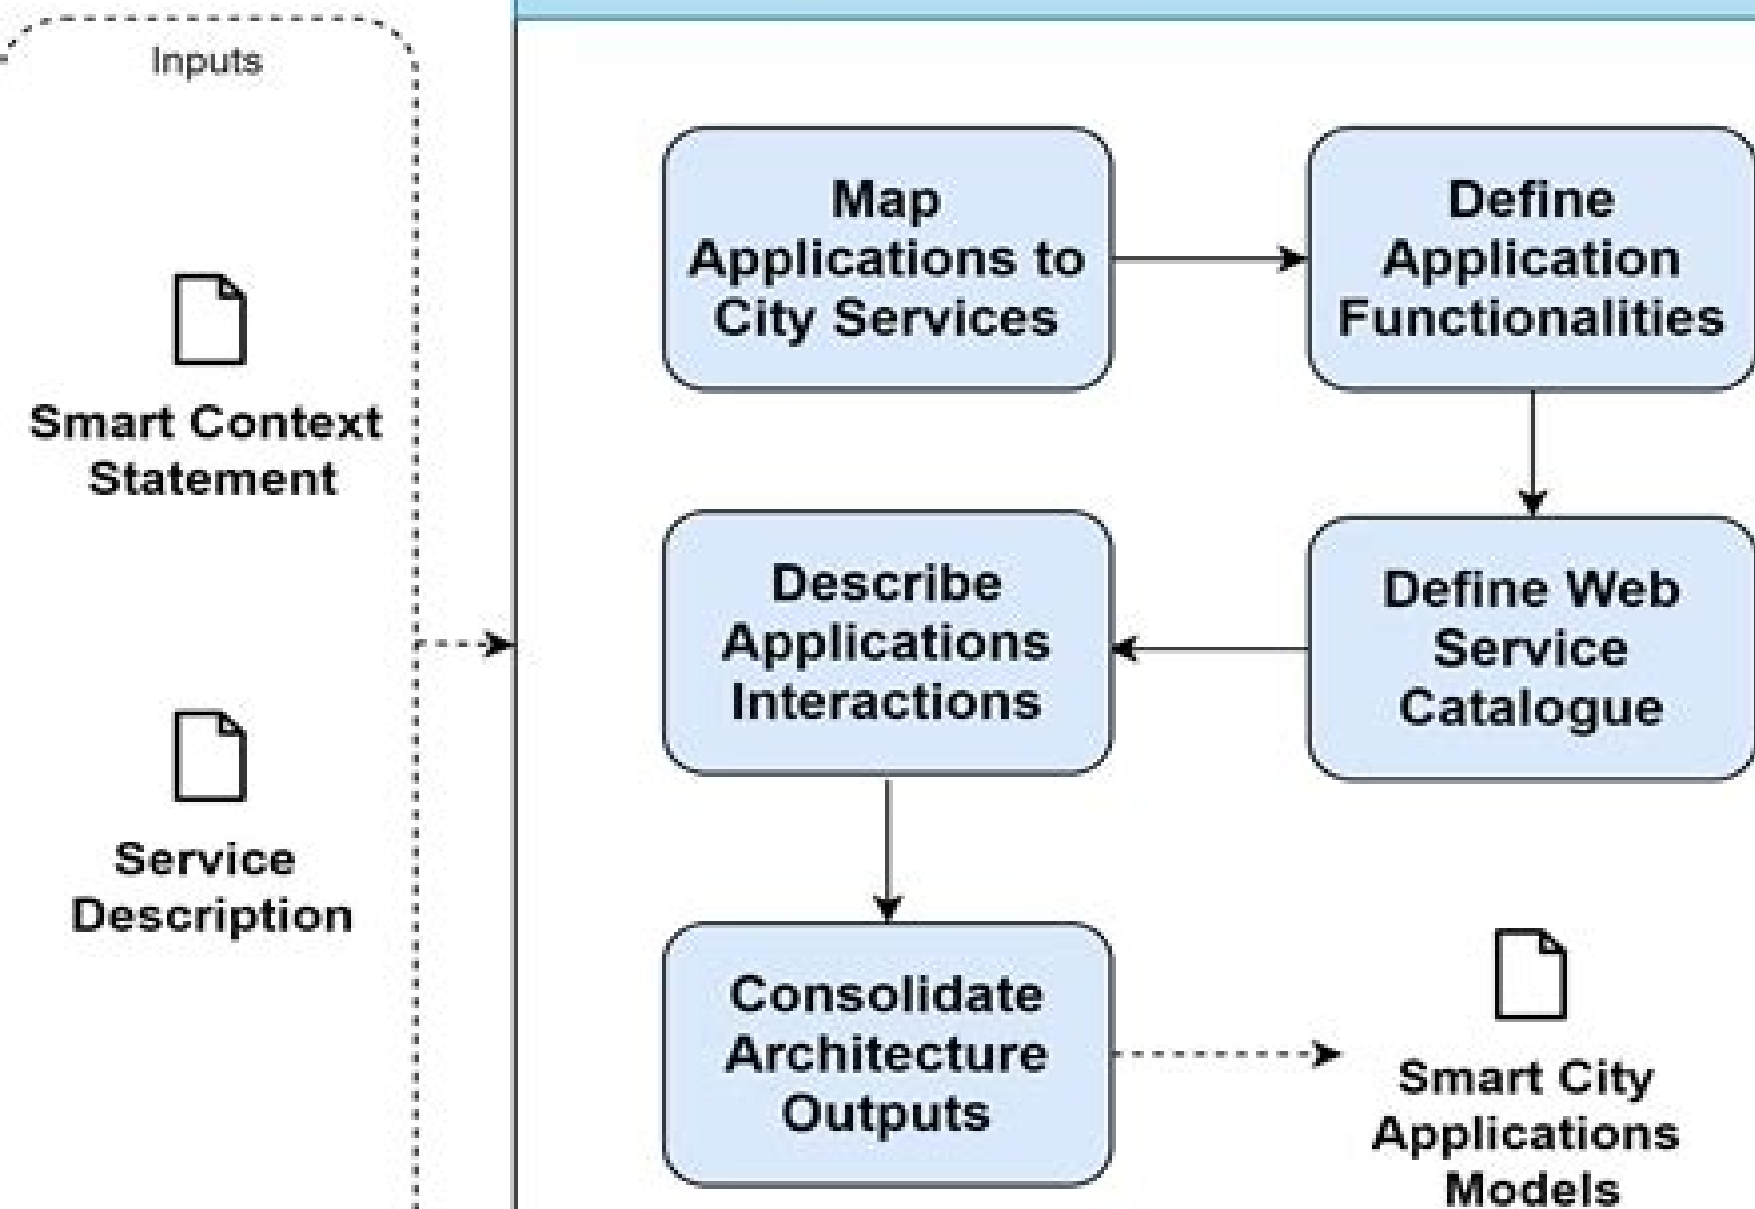 Inputs
Smart Context
Statement
Service
Description
Map
Applications to
City Services
Define
Application
Functionalities
Define Web
Service
Catalogue
Describe
Applications
Interactions
Consolidate
Architecture
Outputs
Smart City
Applications
Models